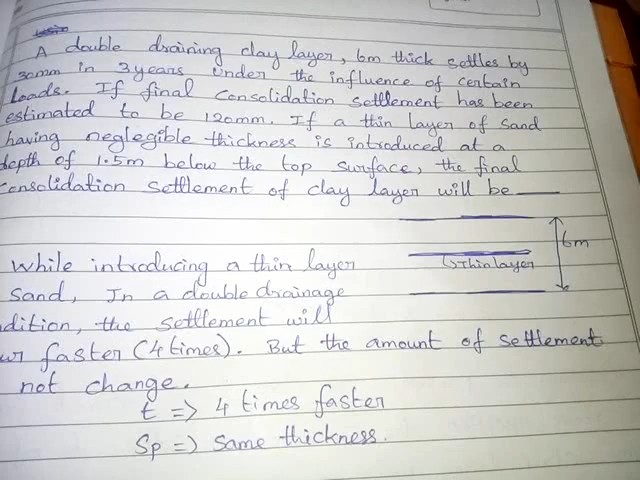 A double draining clay layer, 6m thick settles by
30mm in 3years under the influence of certain
loads. If final consolidation settlement has been
estimated to be 120mm. If a thin layer of sand
having neglegible thickness is introduced at a
depth of 1.5m below the top surface, the final
consolidation settlement of clay layer will be
6m
↳Thin layer
While introducing a thin layer
sand, In a double drainage
dition, the settlement will
ur faster (4 times). But the amount of settlement
not change.
t => 4 times faster
Sp => Same thickness.